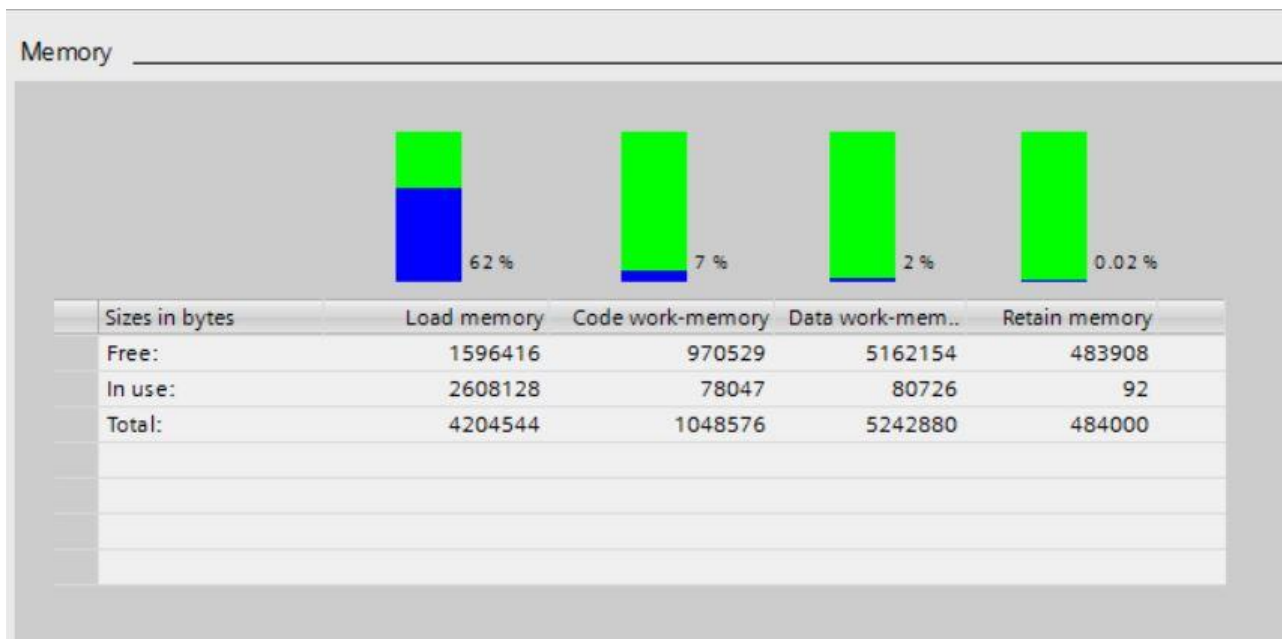 Memory
62 % 7 % 2 % 0.02 %
Sizes in bytes Load memory Code work-memory Data work-mem.. Retain memory
Free: 1596416 970529 5162154 483908
In use: 2608128 78047 80726 92
Total: 4204544 1048576 5242880 484000